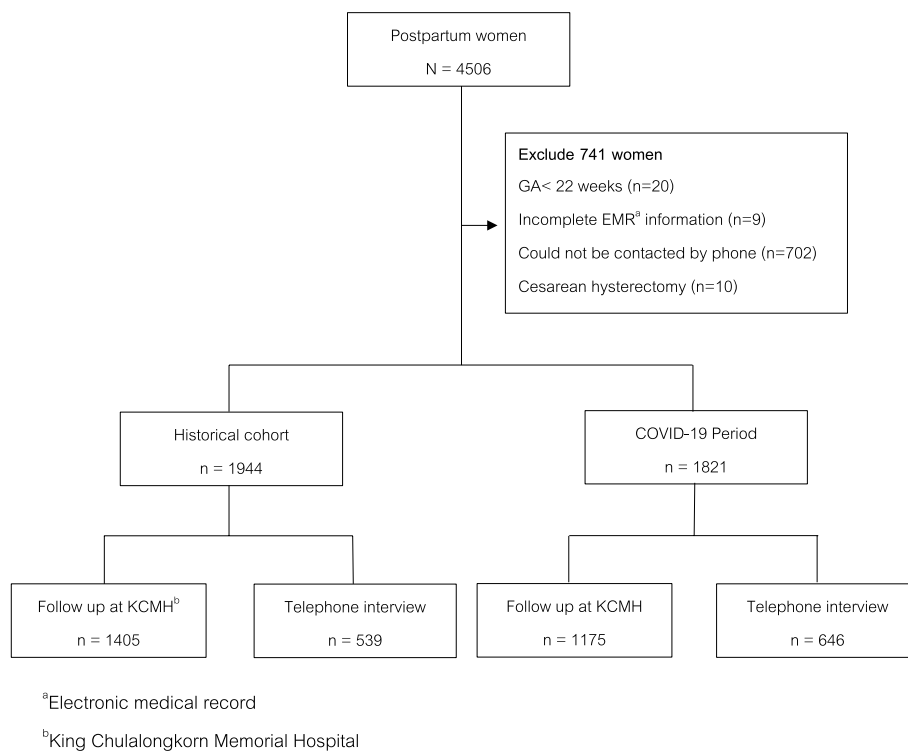 Postpartum women
N = 4506
Exclude 741 women
GA< 22 weeks (n=20)
Incomplete EMRᵃ information (n=9)
Could not be contacted by phone (n=702)
Cesarean hysterectomy (n=10)
Historical cohort
n = 1944
COVID-19 Period
n = 1821
Follow up at KCMHᵇ
n = 1405
Telephone interview
n = 539
Follow up at KCMH
n = 1175
Telephone interview
n = 646
ᵃElectronic medical record
ᵇKing Chulalongkorn Memorial Hospital